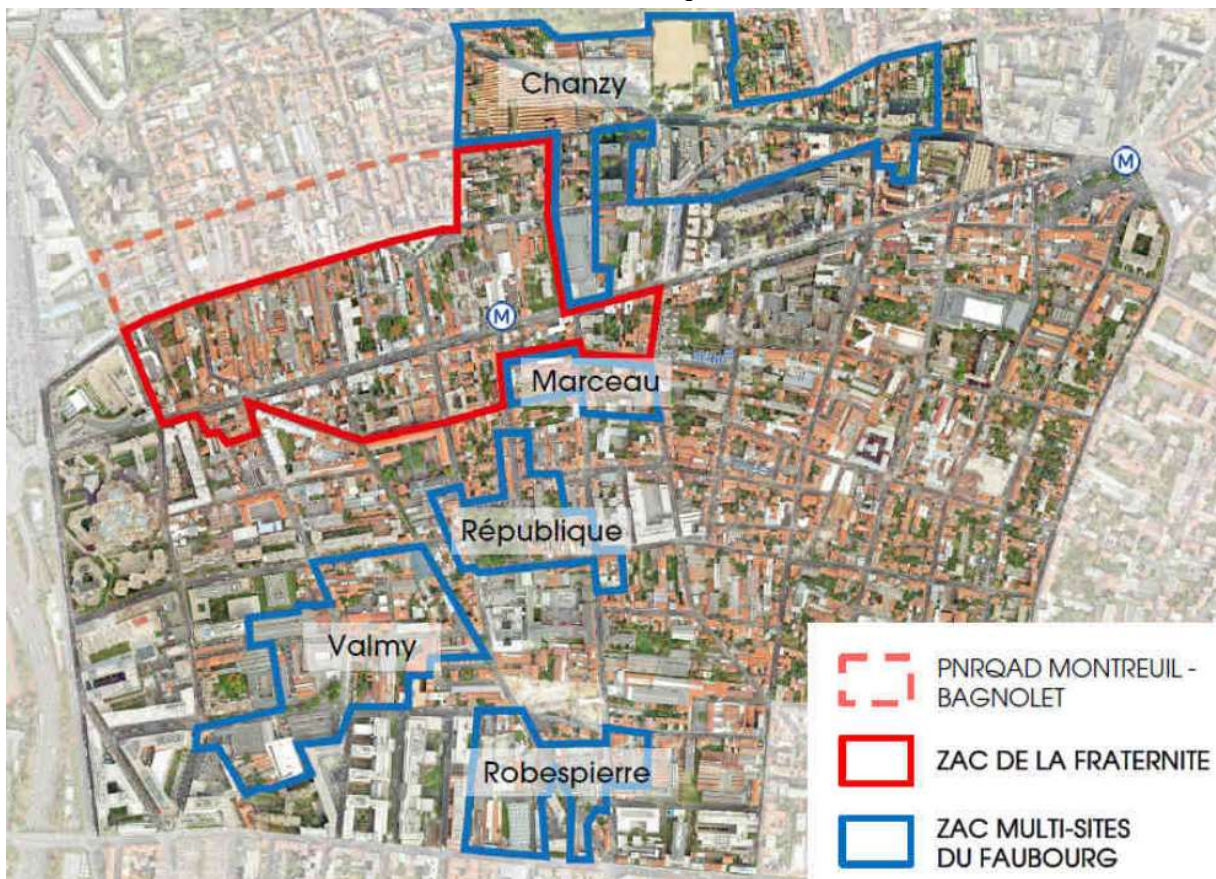 Chanzy
M
M
Marceau
République
Valmy
Robespierre
PNRQAD MONTREUIL -
BAGNOLET
ZAC DE LA FRATERNITE
ZAC MULTI-SITES
DU FAUBOURG